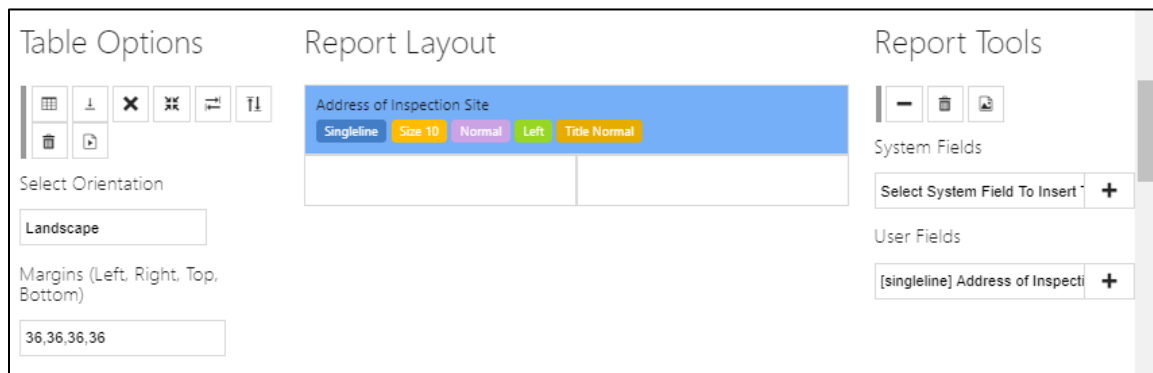 Table Options
Select Orientation
Landscape
Margins (Left, Right, Top,
Bottom)
36,36,36,36
Report Layout
Address of Inspection Site
Singleline Size 10 Normal Left Title Normal
Report Tools
System Fields
Select System Field To Insert
User Fields
[singleline] Address of Inspecti